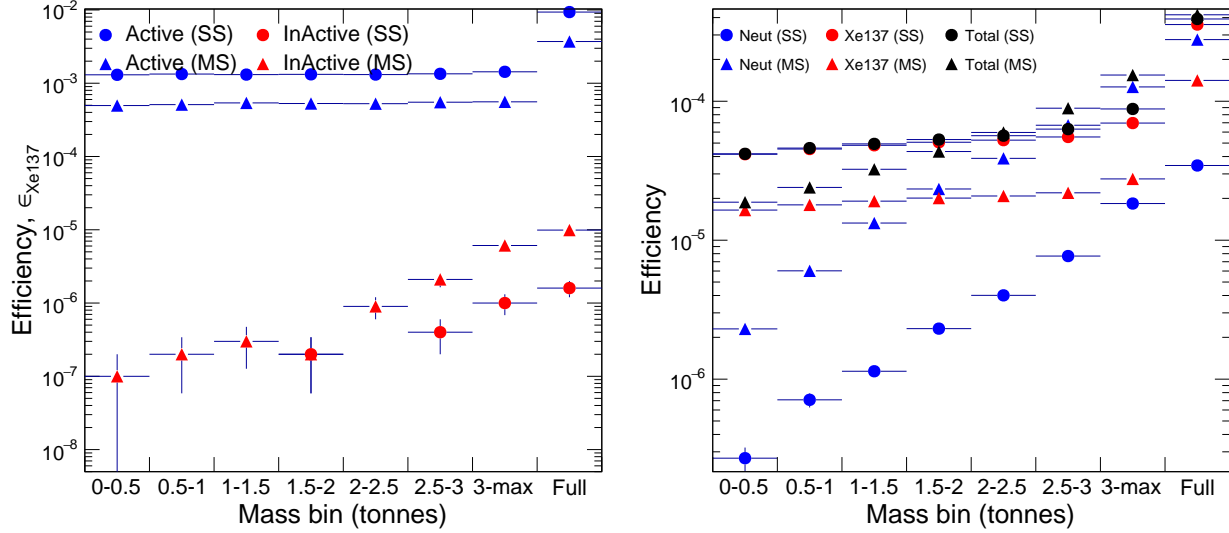 10⁻²
Active (SS) InActive (SS)
Active (MS) InActive (MS)
10⁻³
10⁻⁴
10⁻⁵
10⁻⁶
10⁻⁷
10⁻⁸
Efficiency, ϵXe137
0-0.5 0.5-1 1-1.5 1.5-2 2-2.5 2.5-3 3-max Full
Mass bin (tonnes)
Neut (SS) Xe137 (SS) Total (SS)
Neut (MS) Xe137 (MS) Total (MS)
10⁻⁴
10⁻⁵
10⁻⁶
Efficiency
0-0.5 0.5-1 1-1.5 1.5-2 2-2.5 2.5-3 3-max Full
Mass bin (tonnes)